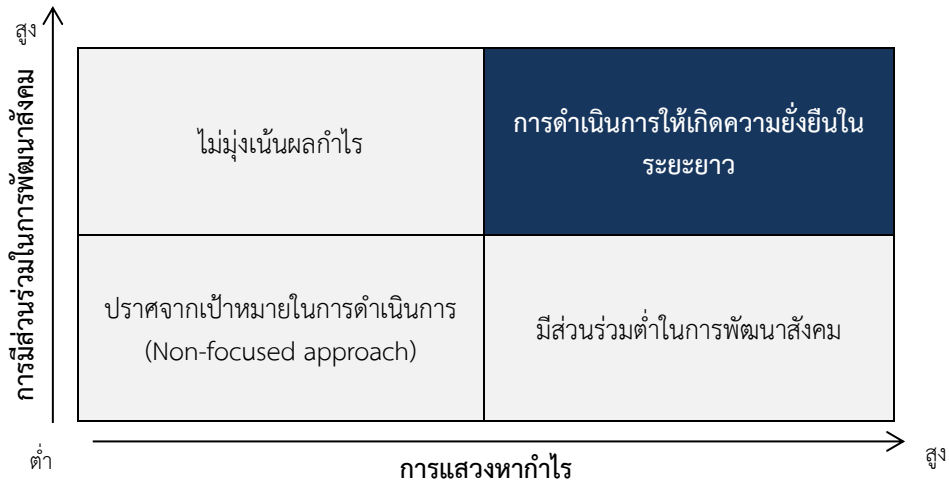 สูง
การมีส่วนร่วมในการพัฒนาสังคม
ไม่มุ่งเน้นผลกำไร
การดำเนินการให้เกิดความยั่งยืนใน
ระยะยาว
ปราศจากเป้าหมายในการดำเนินการ
(Non-focused approach)
มีส่วนร่วมต่ำในการพัฒนาสังคม
ต่ำ
การแสวงหากำไร
สูง